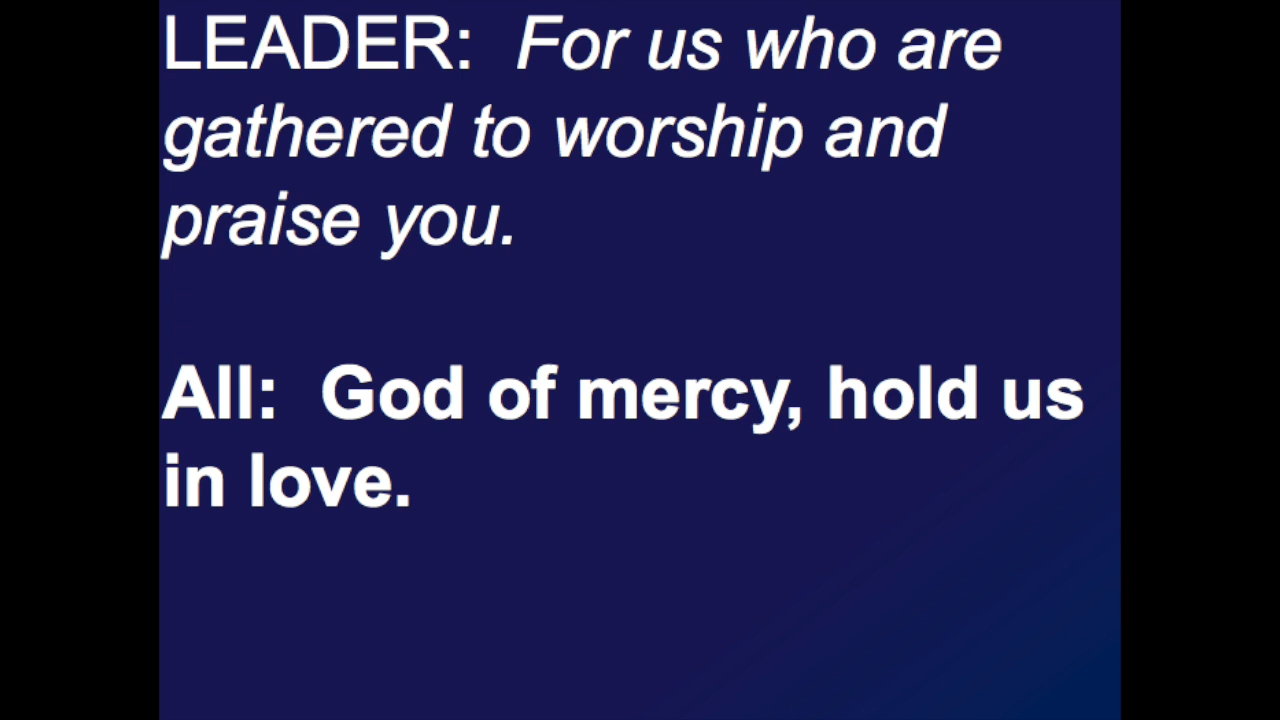 LEADER:  For us who are
gathered to worship and
praise you.
All:  God of mercy, hold us
in love.